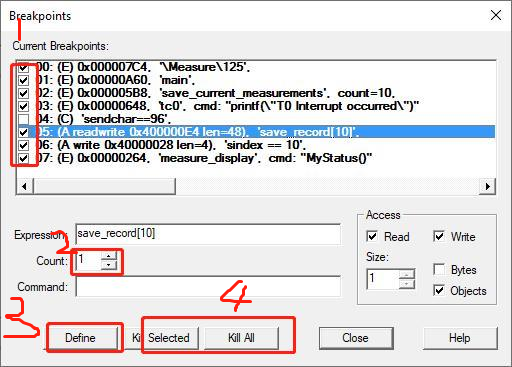 Breakpoints
1
Current Breakpoints:
00: (E) 0x000007C4, '\Measure\125',
01: (E) 0x00000A60, 'main',
02: (E) 0x000005B8, 'save_current_measurements', count=10,
03: (E) 0x00000648, 'tc0', cmd: "printf(\"T0 Interrupt occurred\")"
04: (C) 'sendchar==96',
05: (A readwrite 0x400000E4 len=48), 'save_record[10]',
06: (A write 0x40000028 len=4), 'sindex == 10',
07: (E) 0x00000264, 'measure_display', cmd: "MyStatus()"
Expression: save_record[10]
2
Count: 1
Command:
Access
Read Write
Size:
1
Bytes
Objects
3
4
Define Ki Selected Kill All Close Help